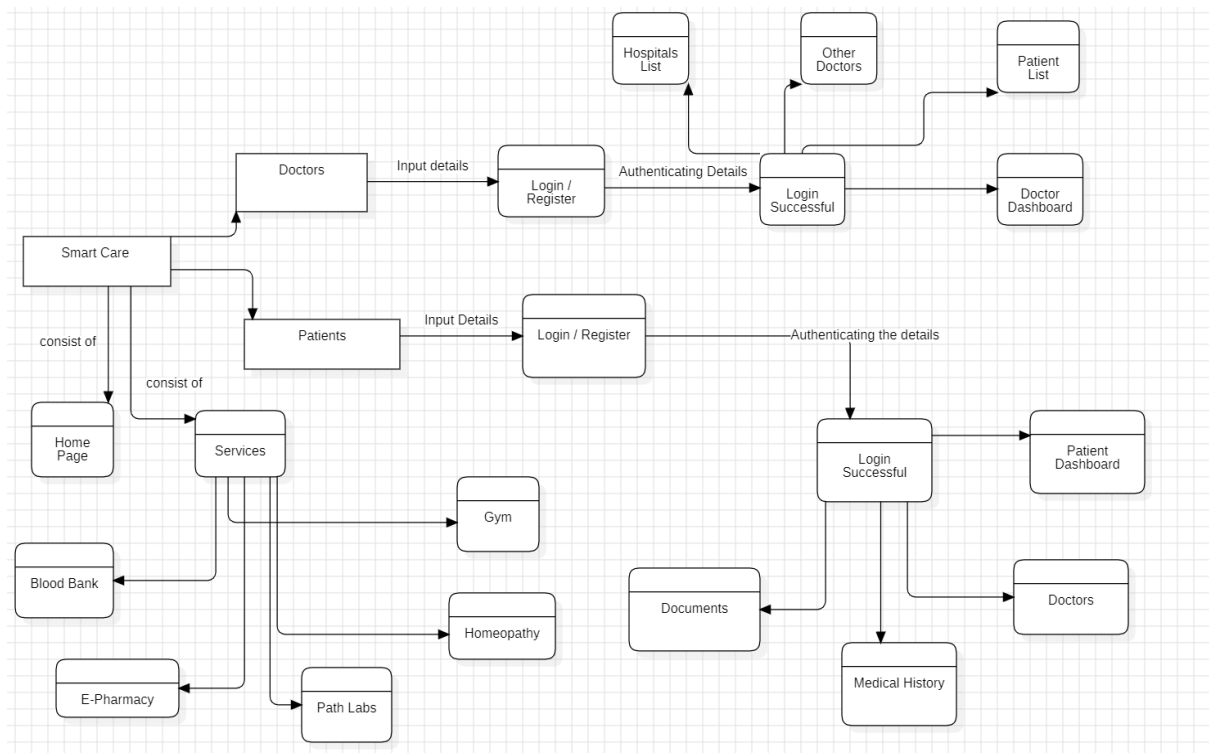 Hospitals
List
Other
Doctors
Patient
List
Doctors
Input details
Login /
Register
Authenticating Details
Login
Successful
Doctor
Dashboard
Smart Care
Patients
Input Details
Login / Register
Authenticating the details
consist of
consist of
Home
Page
Services
Login
Successful
Patient
Dashboard
Gym
Blood Bank
Documents
Doctors
Homeopathy
Medical History
E-Pharmacy
Path Labs